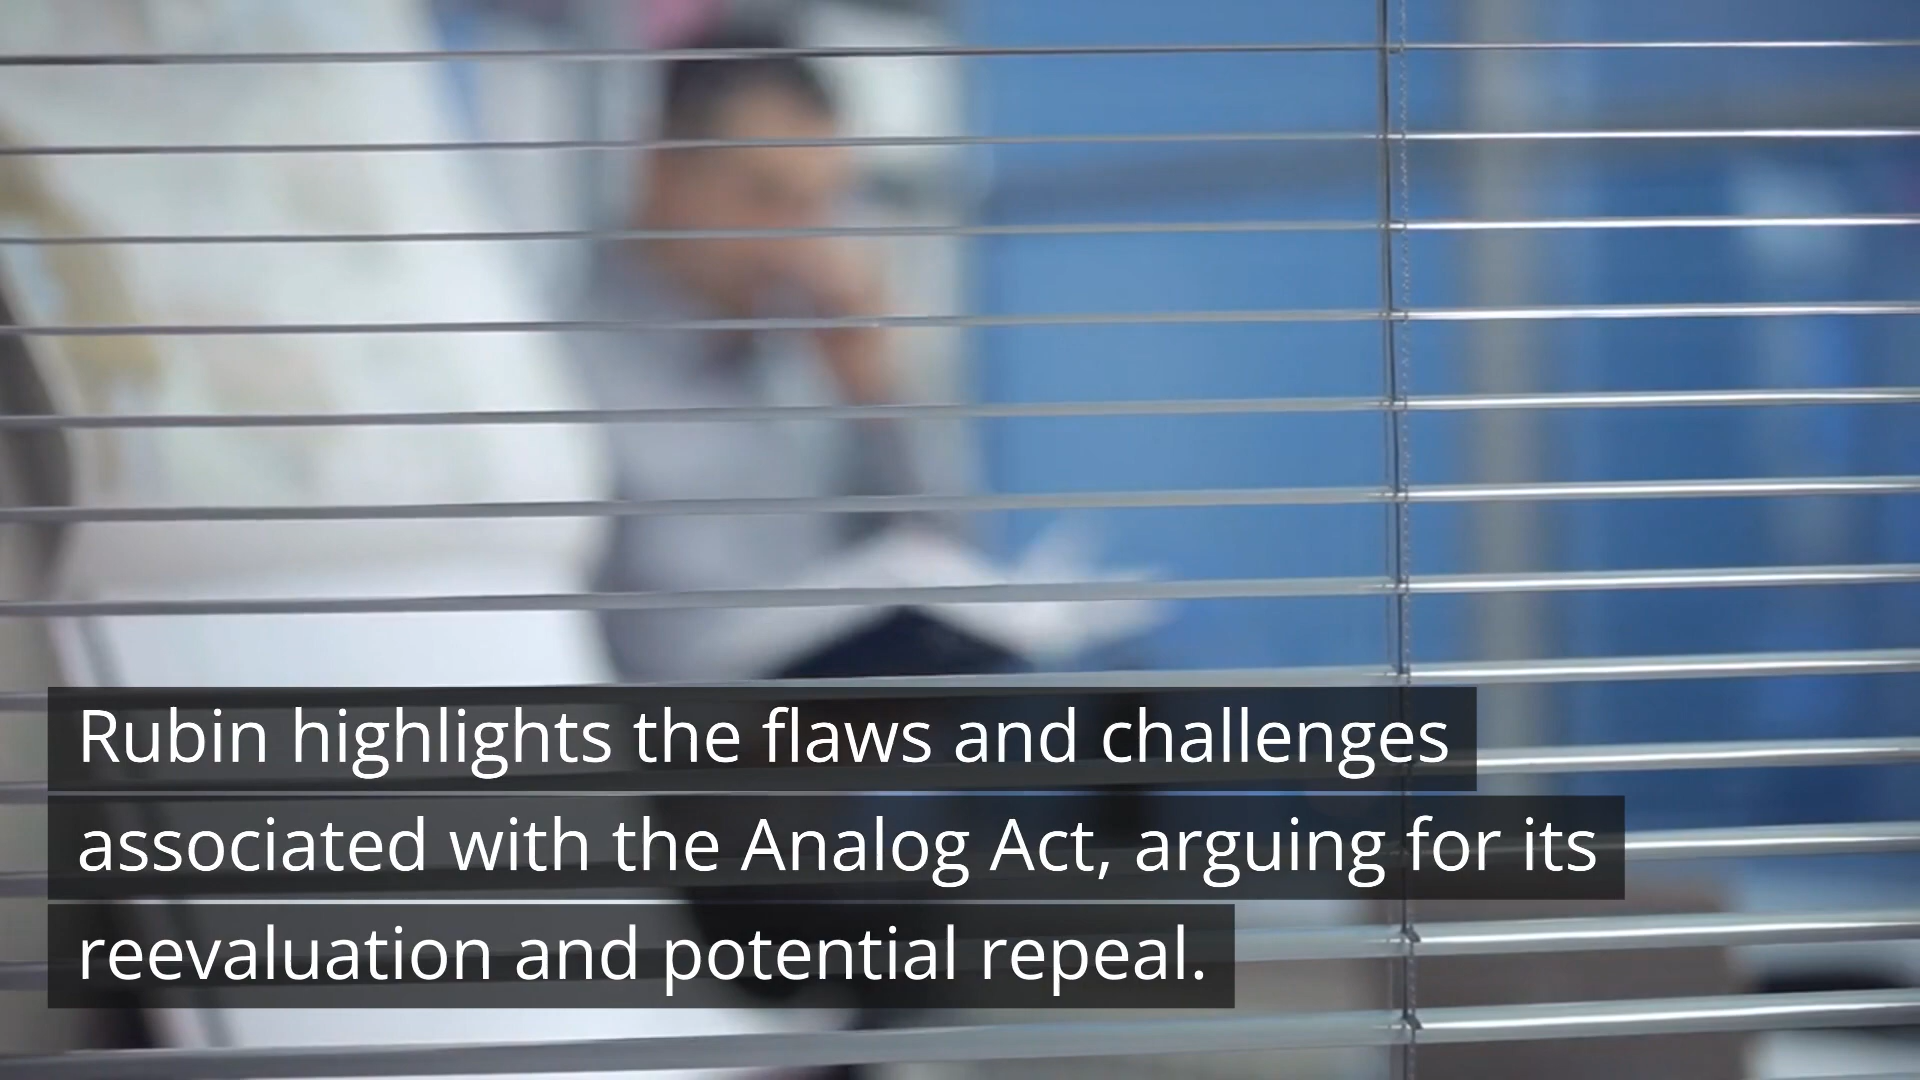 Rubin highlights the flaws and challenges
associated with the Analog Act, arguing for its
reevaluation and potential repeal.